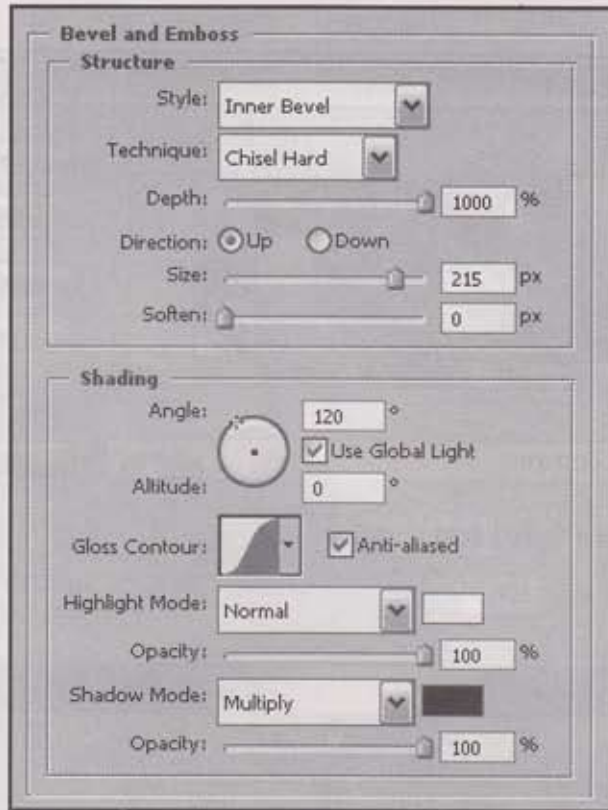 Bevel and Emboss
Structure
Style: Inner Bevel
Technique: Chisel Hard
Depth: 1000 %
Direction: Up Down
Size: 215 px
Soften: 0 px
Shading
Angle: 120 °
Use Global Light
Altitude: 0 °
Gloss Contour: Anti-aliased
Highlight Mode: Normal
Opacity: 100 %
Shadow Mode: Multiply
Opacity: 100 %